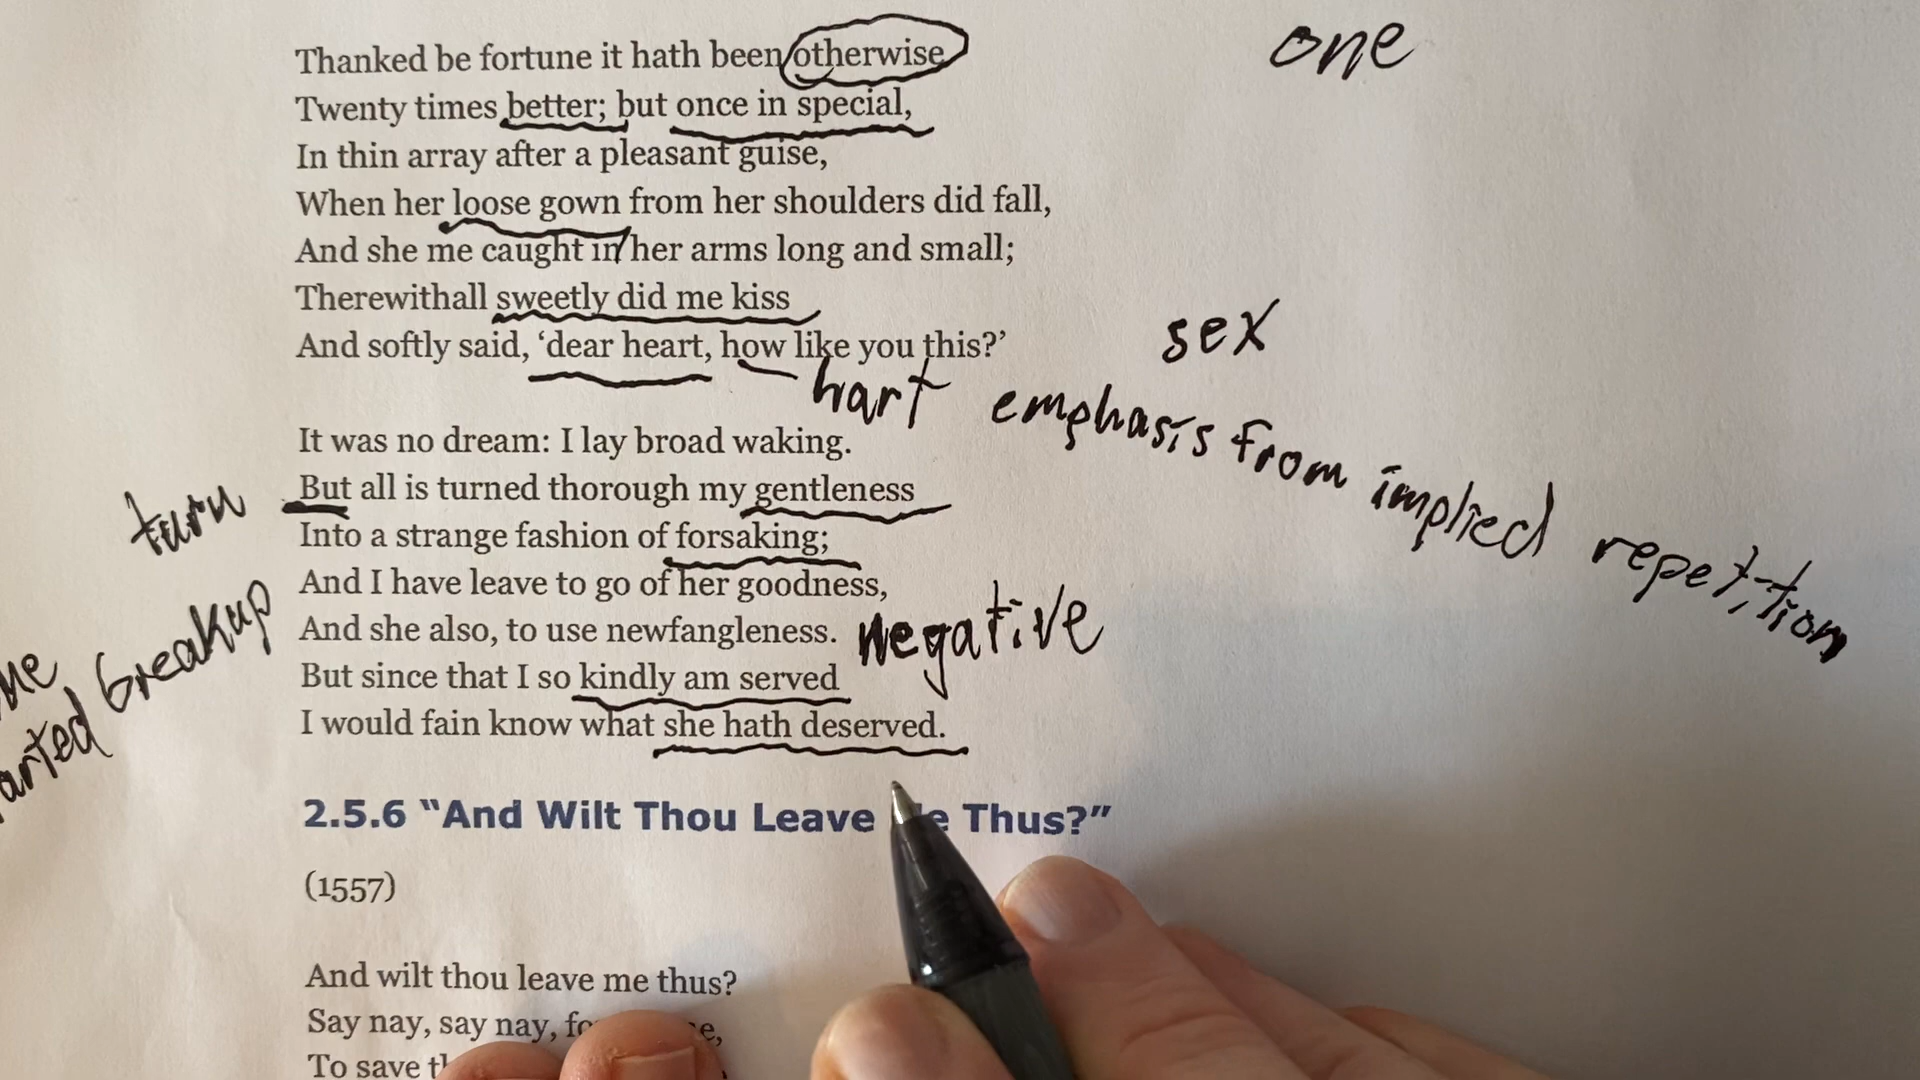 Thanked be fortune it hath been otherwise
one
Twenty times better; but once in special,
In thin array after a pleasant guise,
When her loose gown from her shoulders did fall,
And she me caught in her arms long and small;
Therewithall sweetly did me kiss
sex
And softly said, ‘dear heart, how like you this?’
hart emphasis from implied repetition
It was no dream: I lay broad waking.
turn
But all is turned thorough my gentleness
Into a strange fashion of forsaking;
And I have leave to go of her goodness,
And she also, to use newfangleness.
negative
breakup
But since that I so kindly am served
I would fain know what she hath deserved.
2.5.6 “And Wilt Thou Leave Thus?”
(1557)
And wilt thou leave me thus?
Say nay, say nay,
To save